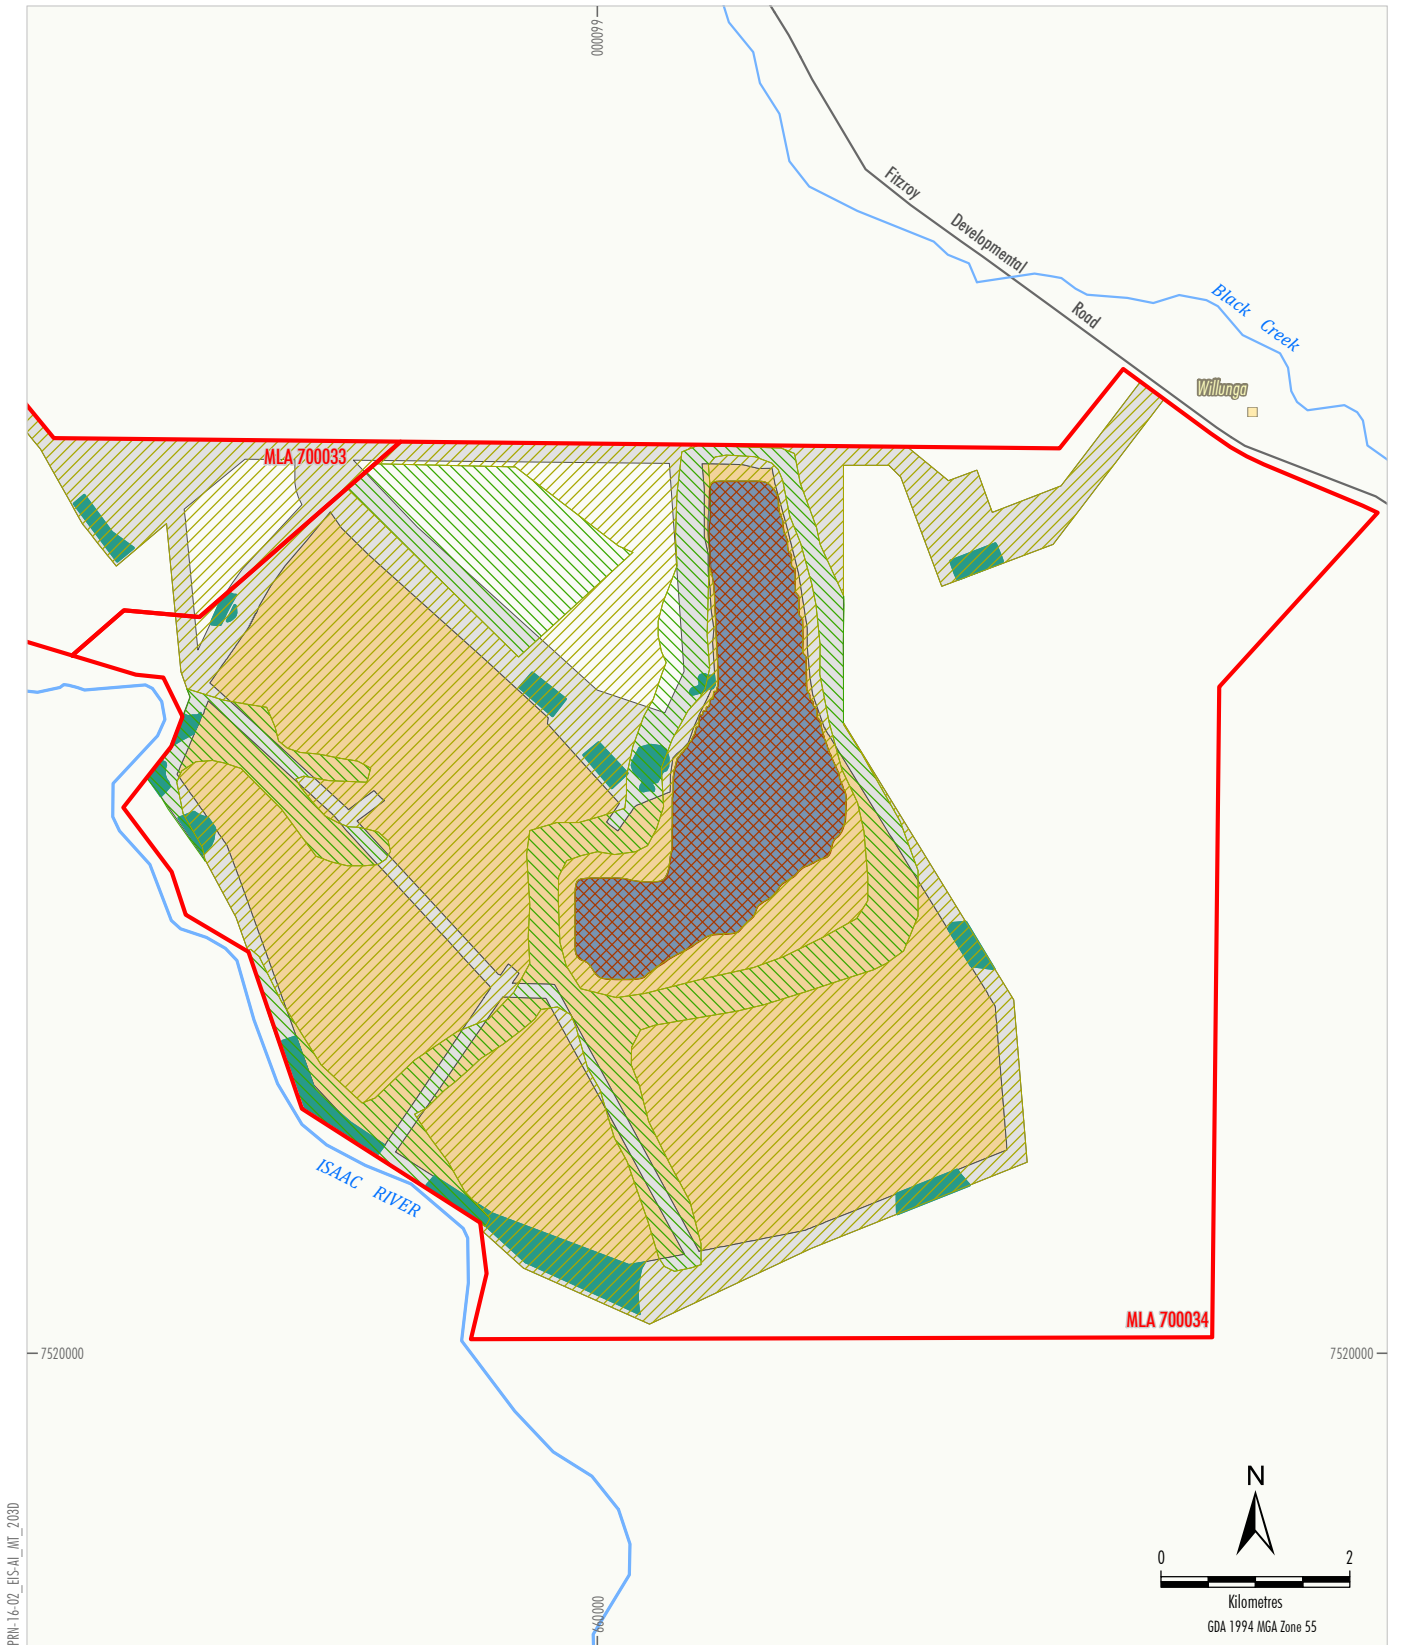 660000
Fitzroy Developmental Road
Black Creek
Willunga
MLA 700033
ISAAC RIVER
MLA 700034
7520000
7520000
N
0 2
Kilometres
GDA 1994 MGA Zone 55
660000
PRN-16-02_EIS-AI_MT_203D